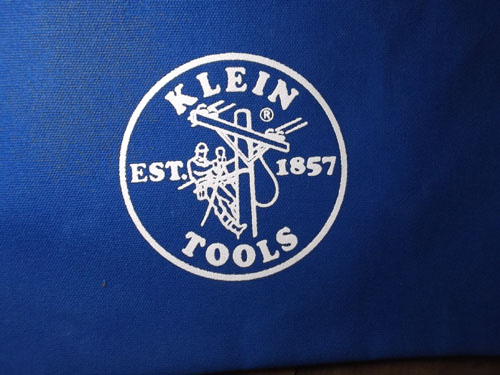 KLEIN
®
EST. 1857
TOOLS